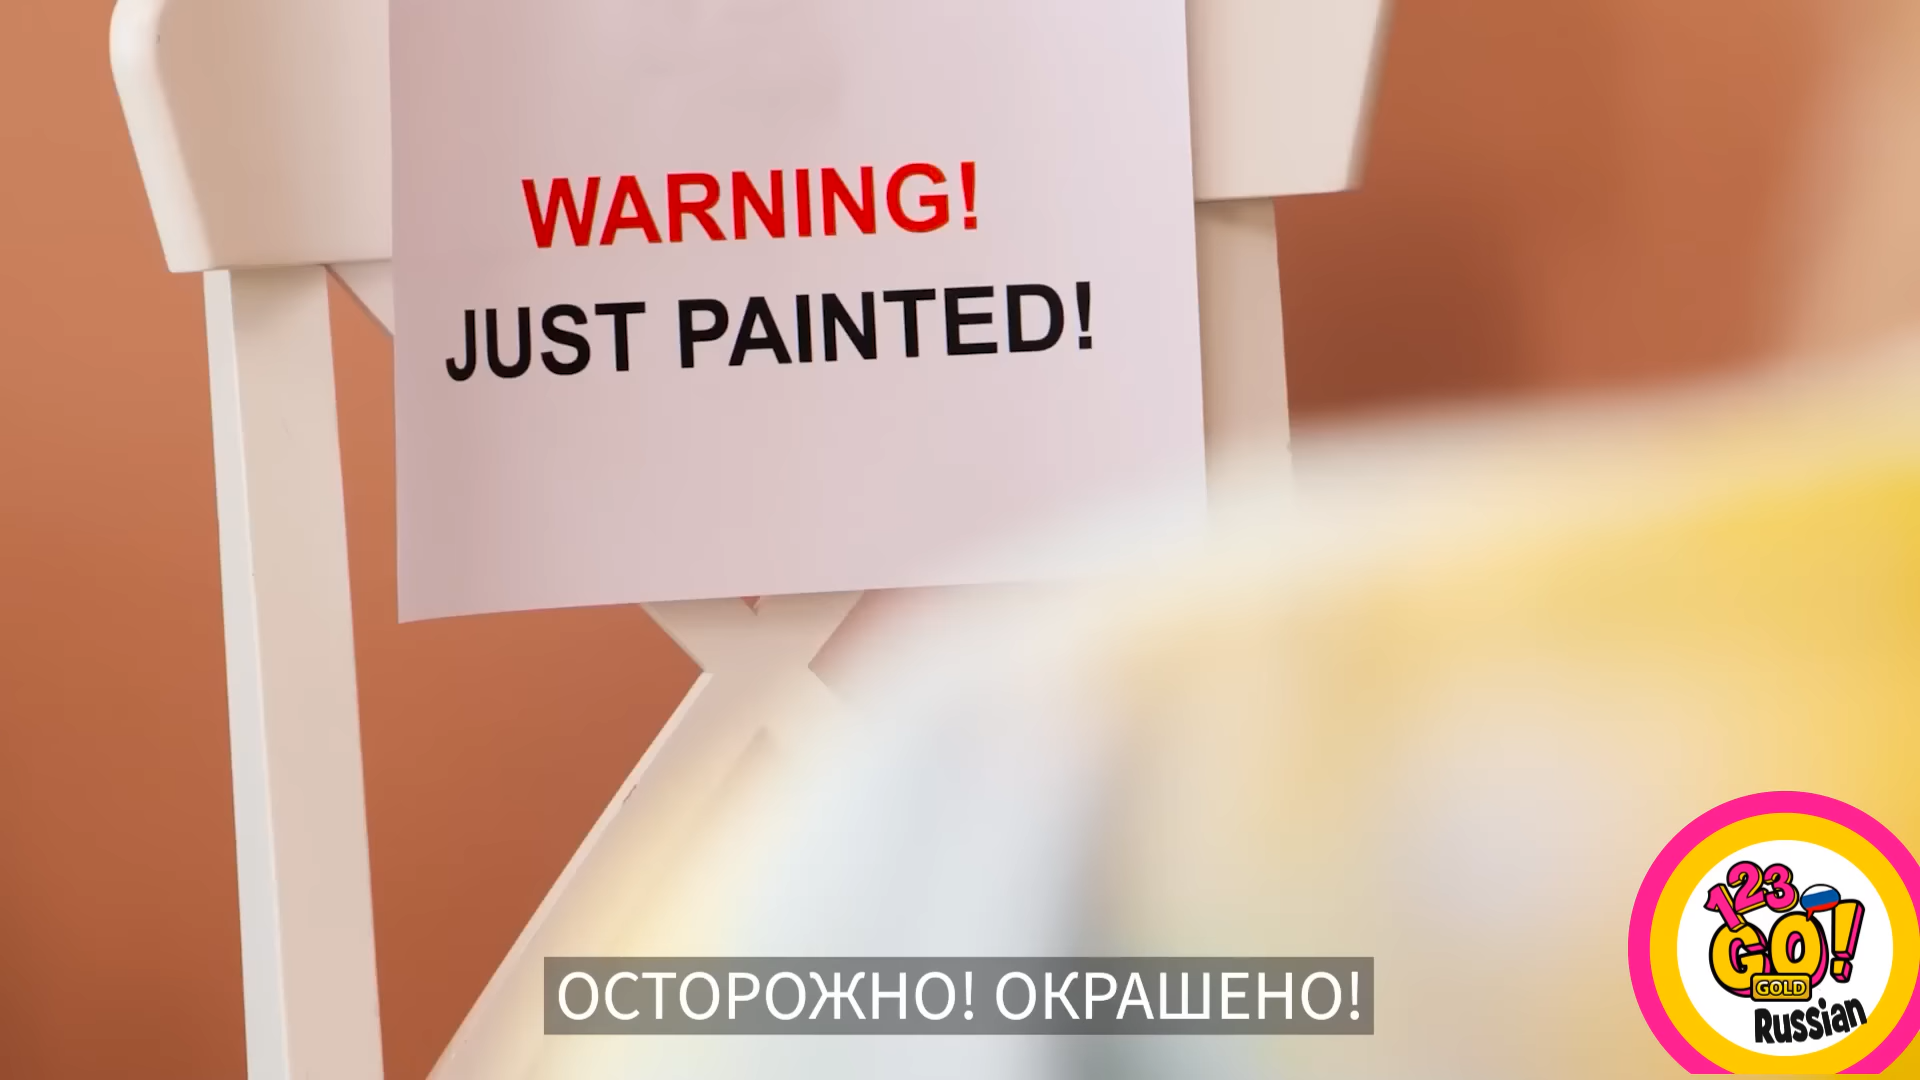 WARNING!
JUST PAINTED!
ОСТОРОЖНО! ОКРАШЕНО!
123
GO!
GOLD
Russian